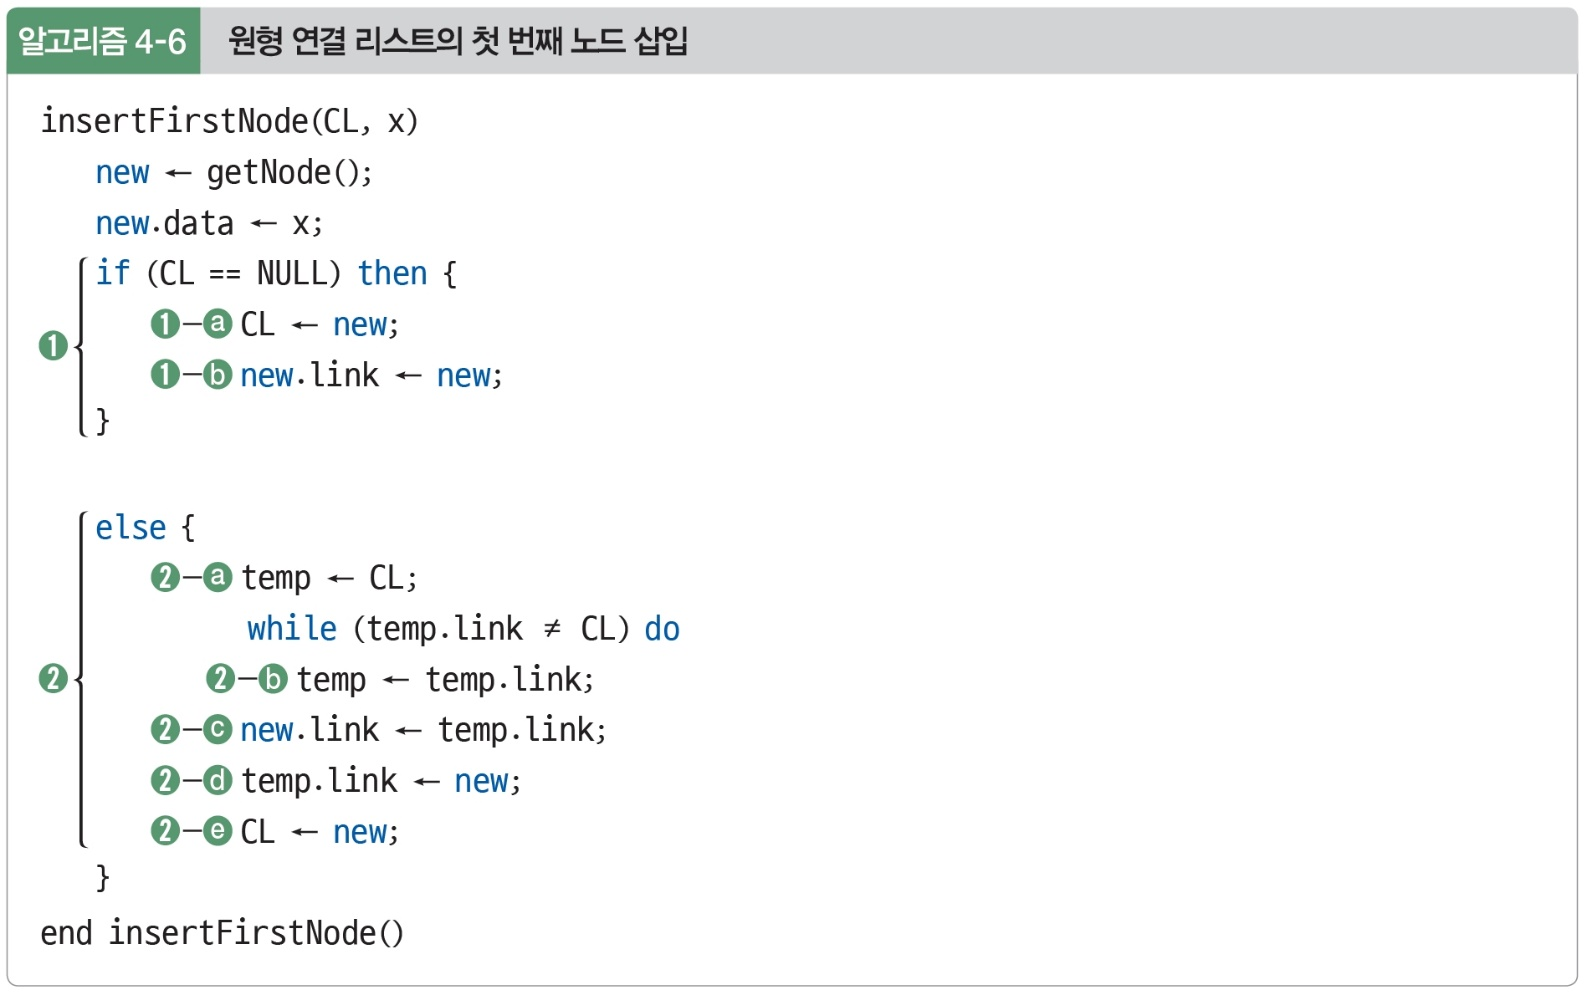 알고리즘 4-6 원형 연결 리스트의 첫 번째 노드 삽입
insertFirstNode(CL, x)
new ← getNode();
new.data ← x;
❶ if (CL == NULL) then {
❶-ⓐ CL ← new;
❶-ⓑ new.link ← new;
}
❷ else {
❷-ⓐ temp ← CL;
while (temp.link ≠ CL) do
❷-ⓑ temp ← temp.link;
❷-ⓒ new.link ← temp.link;
❷-ⓓ temp.link ← new;
❷-ⓔ CL ← new;
}
end insertFirstNode()